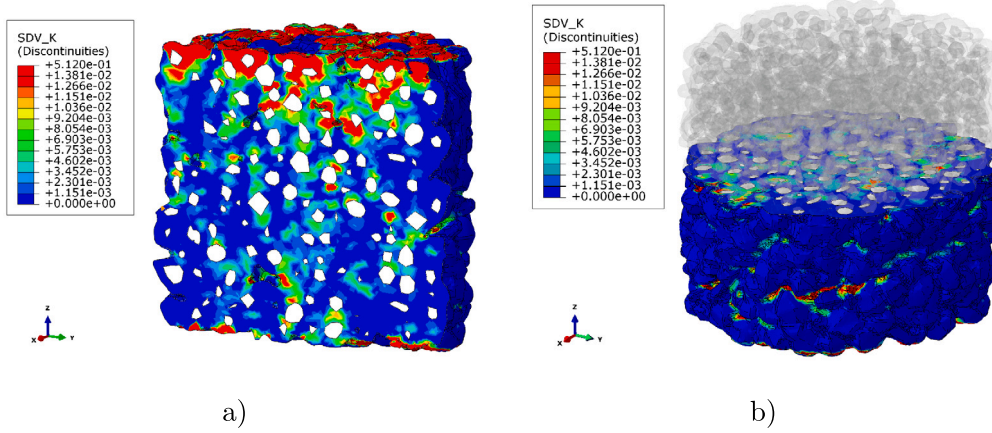 SDV_K
(Discontinuities)
+5.120e-01
+1.381e-02
+1.266e-02
+1.151e-02
+1.036e-02
+9.204e-03
+8.054e-03
+6.903e-03
+5.753e-03
+4.602e-03
+3.452e-03
+2.301e-03
+1.151e-03
+0.000e+00
Z
X
Y
a)
SDV_K
(Discontinuities)
+5.120e-01
+1.381e-02
+1.266e-02
+1.151e-02
+1.036e-02
+9.204e-03
+8.054e-03
+6.903e-03
+5.753e-03
+4.602e-03
+3.452e-03
+2.301e-03
+1.151e-03
+0.000e+00
Z
X
Y
b)